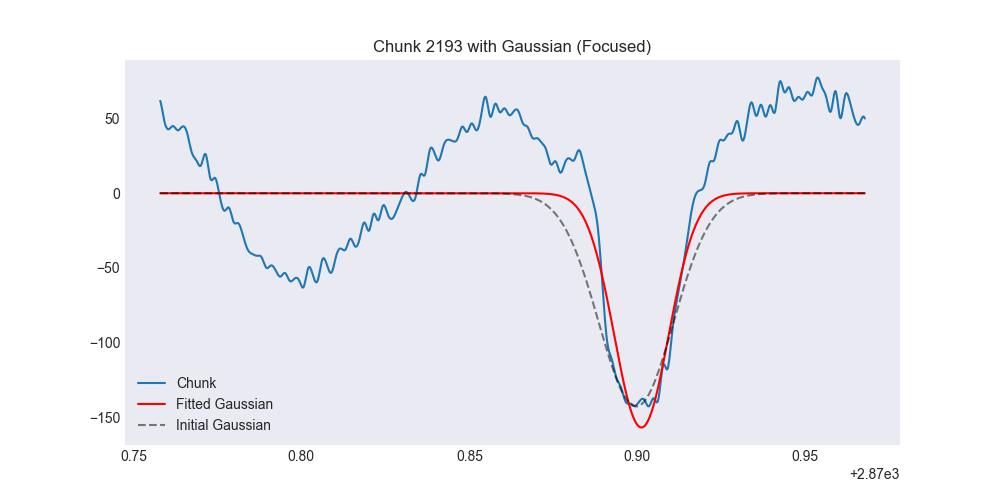 Chunk 2193 with Gaussian (Focused)
50
0
−50
−100
−150
Chunk
Fitted Gaussian
Initial Gaussian
0.75 0.80 0.85 0.90 0.95
+2.87e3